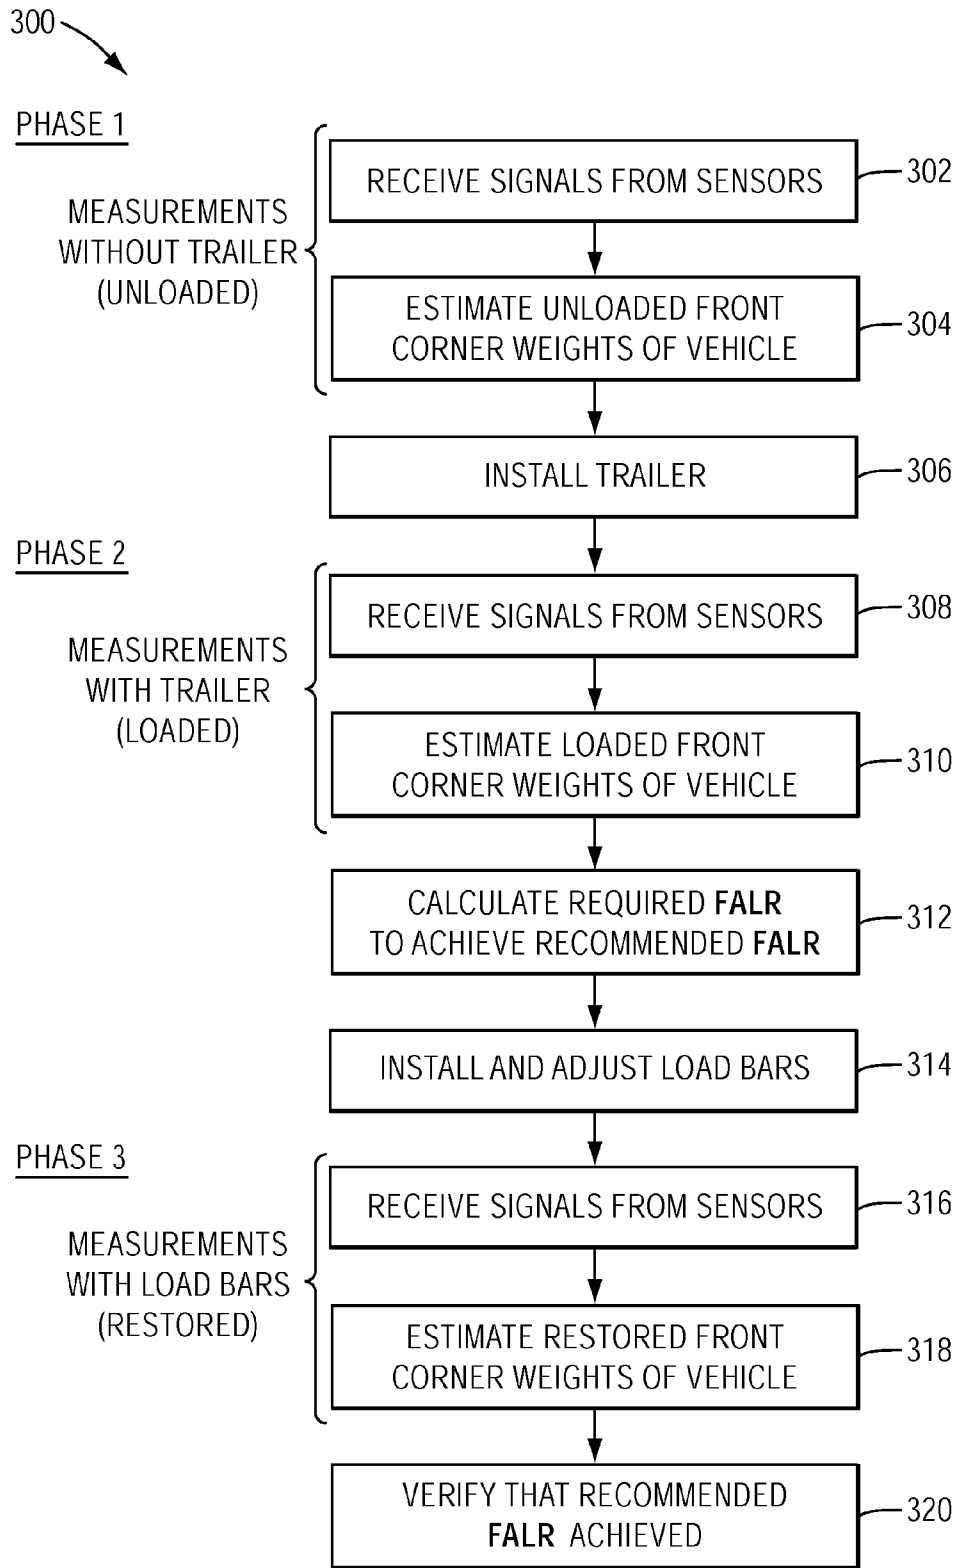 300
PHASE 1
MEASUREMENTS
WITHOUT TRAILER
(UNLOADED)
RECEIVE SIGNALS FROM SENSORS
302
ESTIMATE UNLOADED FRONT
CORNER WEIGHTS OF VEHICLE
304
INSTALL TRAILER
306
PHASE 2
MEASUREMENTS
WITH TRAILER
(LOADED)
RECEIVE SIGNALS FROM SENSORS
308
ESTIMATE LOADED FRONT
CORNER WEIGHTS OF VEHICLE
310
CALCULATE REQUIRED FALR
TO ACHIEVE RECOMMENDED FALR
312
INSTALL AND ADJUST LOAD BARS
314
PHASE 3
MEASUREMENTS
WITH LOAD BARS
(RESTORED)
RECEIVE SIGNALS FROM SENSORS
316
ESTIMATE RESTORED FRONT
CORNER WEIGHTS OF VEHICLE
318
VERIFY THAT RECOMMENDED
FALR ACHIEVED
320